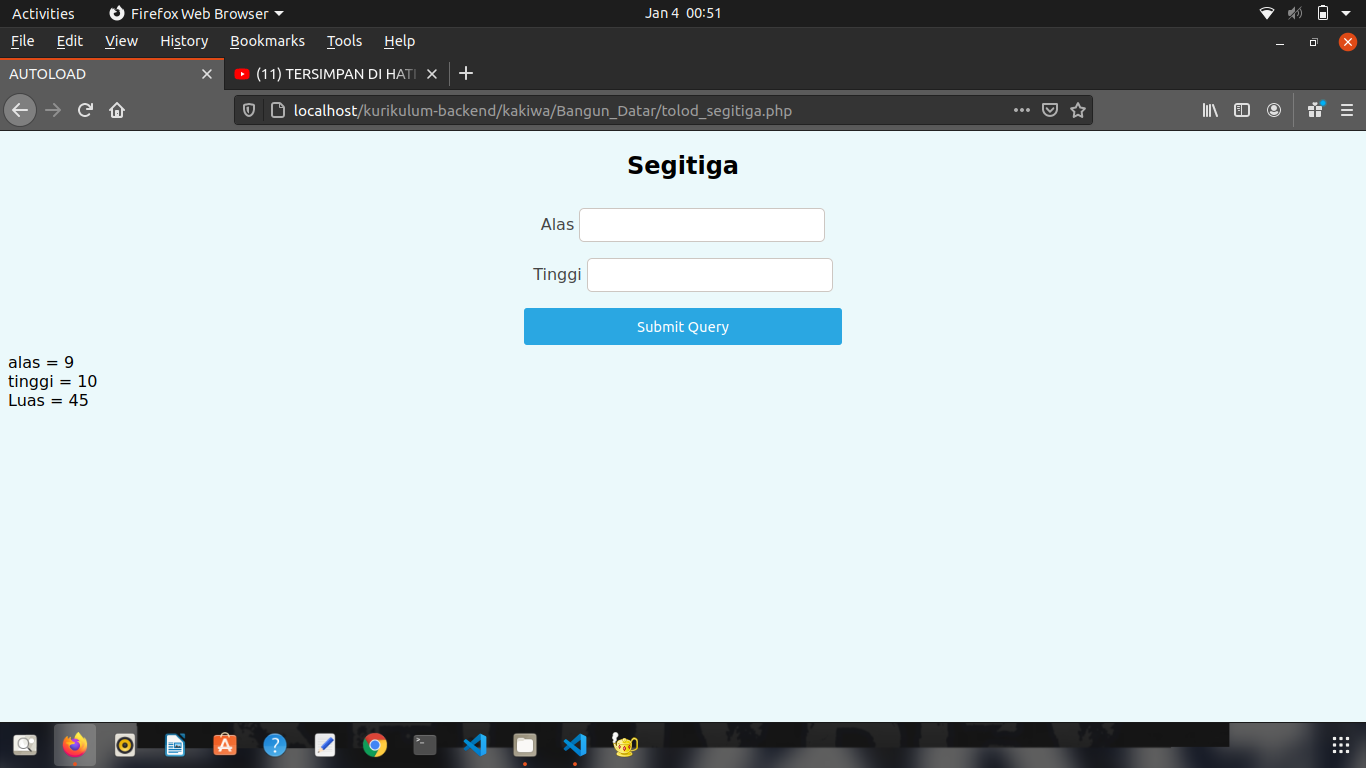 Activities
Firefox Web Browser
Jan 4 00:51
File Edit View History Bookmarks Tools Help
AUTOLOAD
(11) TERSIMPAN DI HATI
localhost/kurikulum-backend/kakiwa/Bangun_Datar/tolod_segitiga.php
Segitiga
Alas
Tinggi
Submit Query
alas = 9
tinggi = 10
Luas = 45